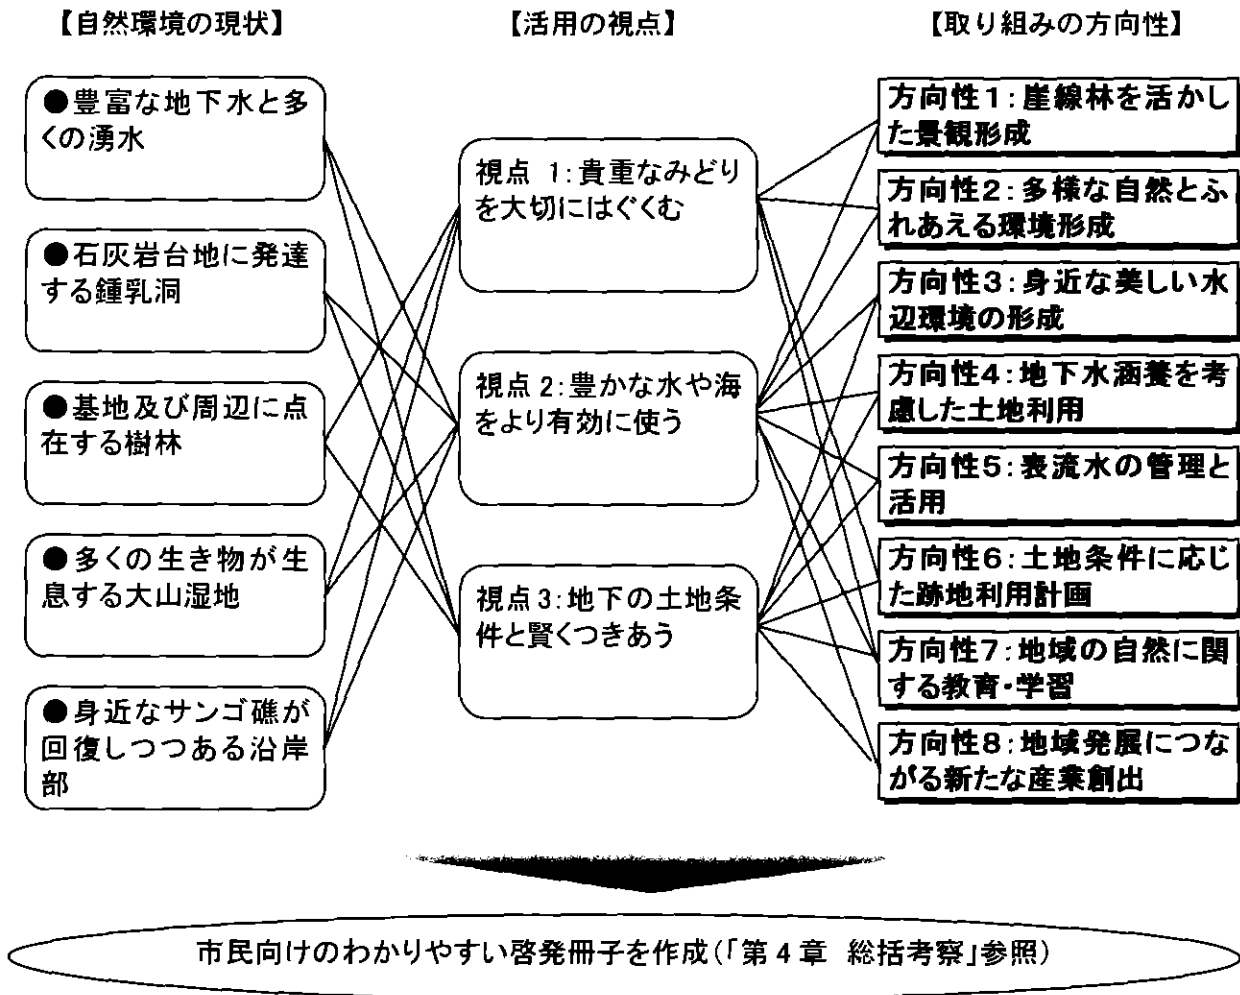 【自然環境の現状】
●豊富な地下水と多
くの湧水
●石灰岩台地に発達
する鍾乳洞
●基地及び周辺に点
在する樹林
●多くの生き物が生
息する大山湿地
●身近なサンゴ礁が
回復しつつある沿岸
部
【活用の視点】
視点 1:貴重なみどり
を大切にはぐくむ
視点 2:豊かな水や海
をより有効に使う
視点3:地下の土地条
件と賢くつきあう
【取り組みの方向性】
方向性1:崖線林を活かし
た景観形成
方向性2:多様な自然とふ
れあえる環境形成
方向性3:身近な美しい水
辺環境の形成
方向性4:地下水涵養を考
慮した土地利用
方向性5:表流水の管理と
活用
方向性6:土地条件に応じ
た跡地利用計画
方向性7:地域の自然に関
する教育・学習
方向性8:地域発展につな
がる新たな産業創出
市民向けのわかりやすい啓発冊子を作成(「第4章 総括考察」参照)